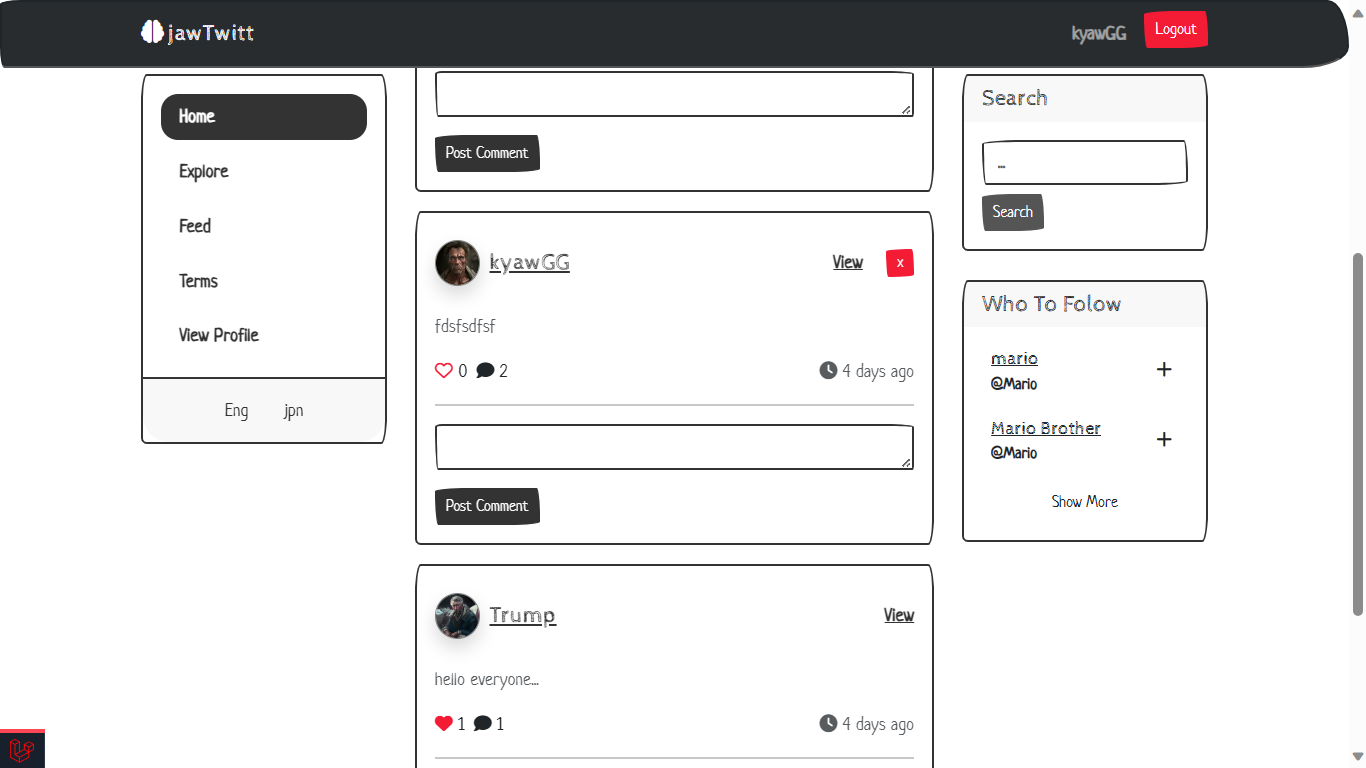 jawTwitt
kyawGG
Logout
Home
Explore
Feed
Terms
View Profile
Eng jpn
Post Comment
kyawGG
View
x
fdsfsdfsf
0 2
4 days ago
Post Comment
Trump
View
hello everyone...
1 1
4 days ago
Search
...
Search
Who To Folow
mario
@Mario
+
Mario Brother
@Mario
+
Show More